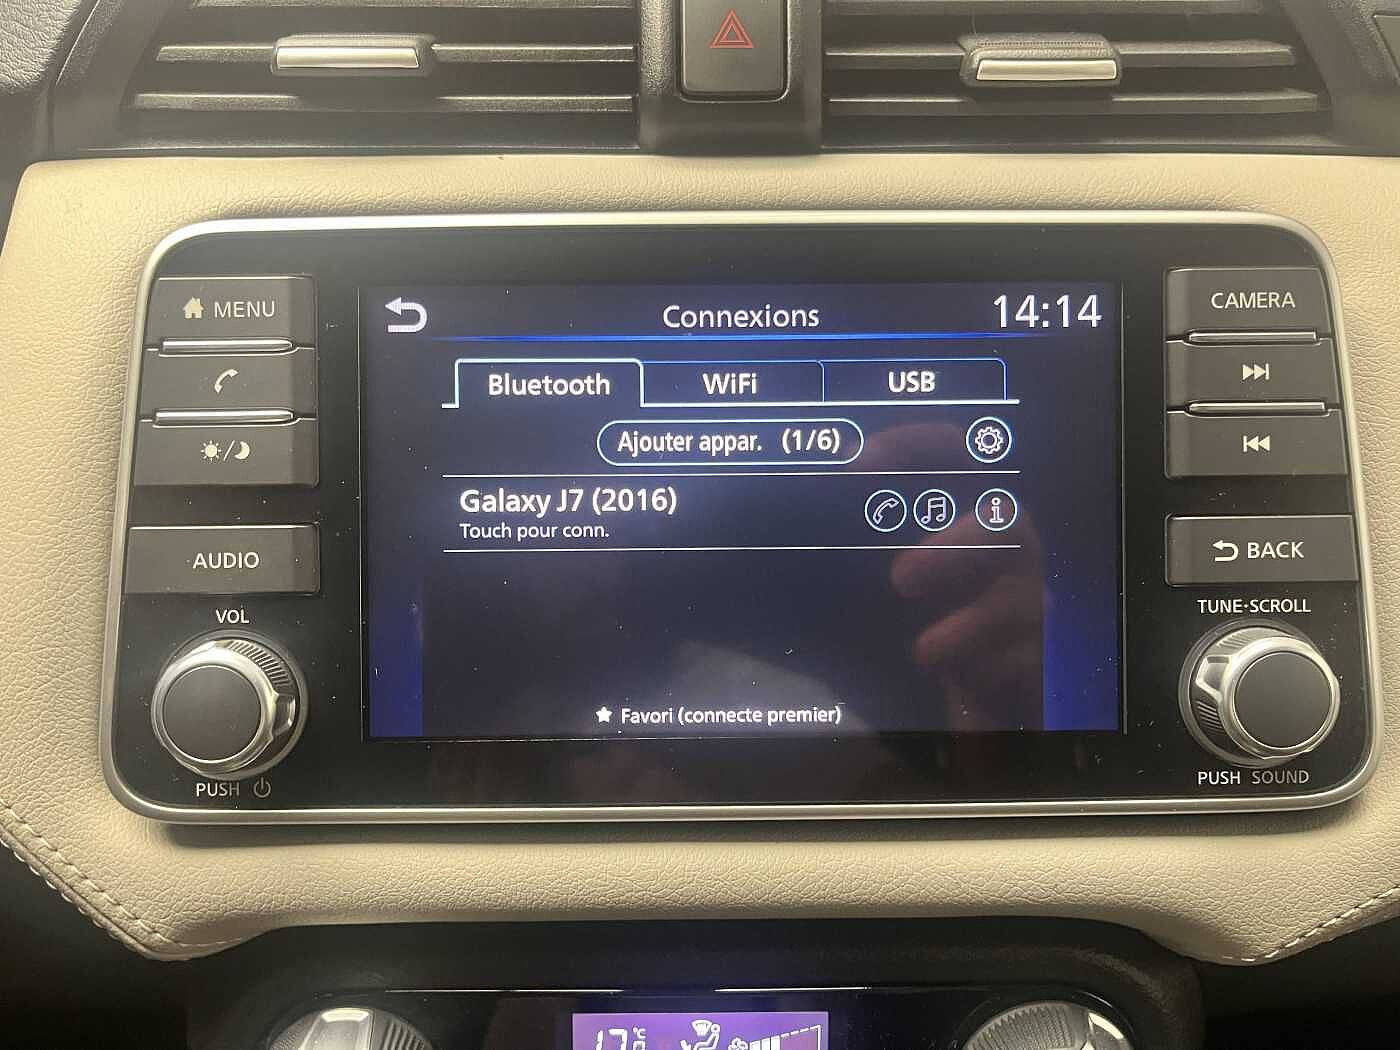 MENU
AUDIO
VOL
PUSH
Connexions
14:14
Bluetooth
WiFi
USB
Ajouter appar. (1/6)
Galaxy J7 (2016)
Touch pour conn.
Favori (connecte premier)
CAMERA
BACK
TUNE·SCROLL
PUSH SOUND
17°C